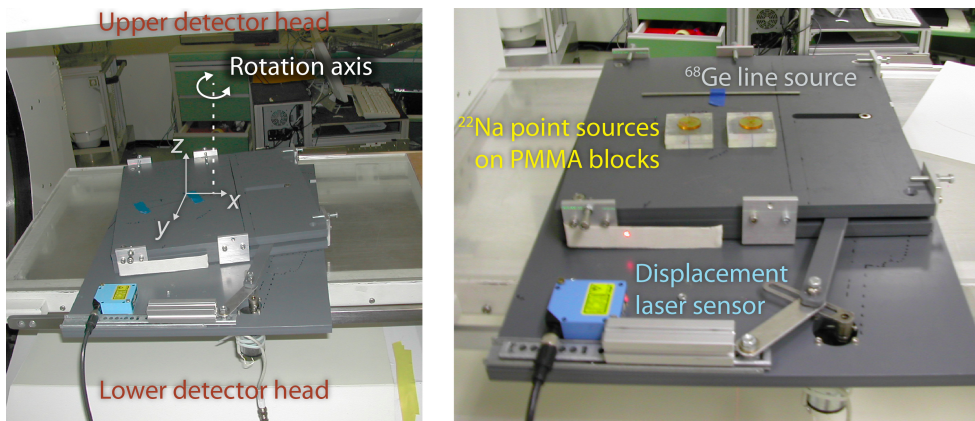 Upper detector head
Rotation axis
z
x
y
Lower detector head
⁶⁸Ge line source
²²Na point sources
on PMMA blocks
Displacement
laser sensor